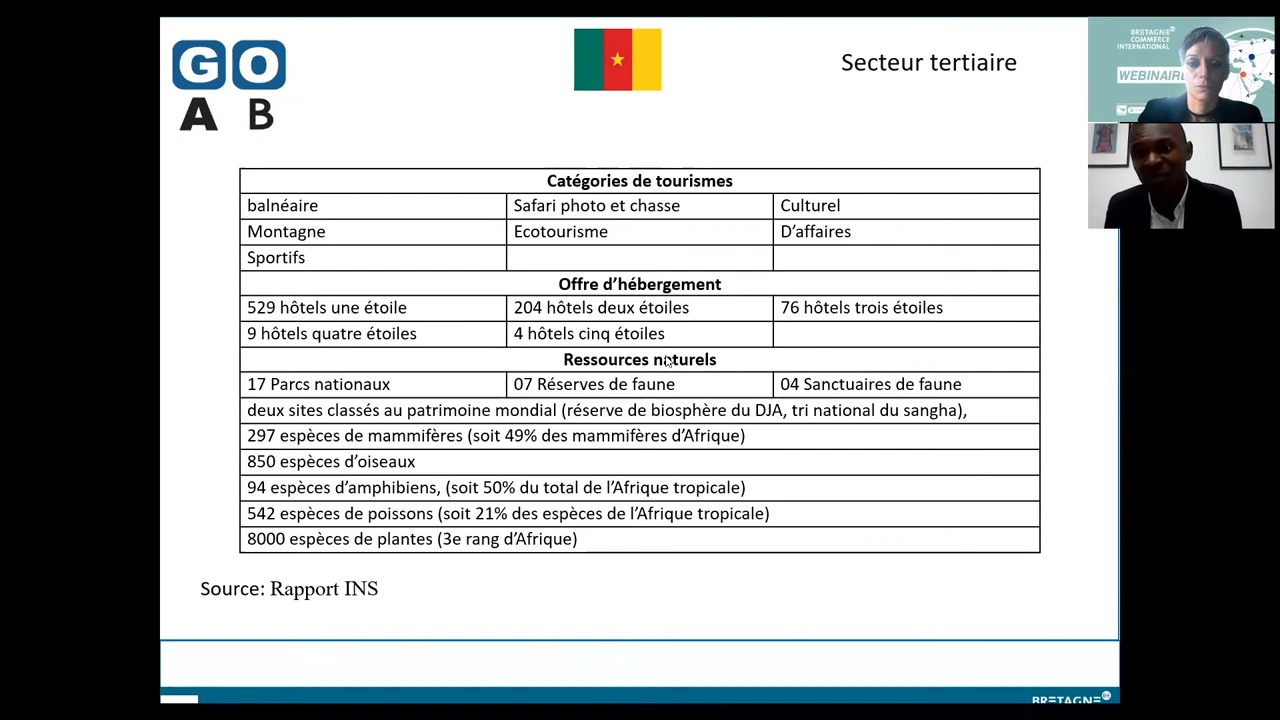 GO
A B
Secteur tertiaire
BRETAGNE
COMMERCE
INTERNATIONAL
WEBINAIRE
Catégories de tourismes
balnéaire Safari photo et chasse Culturel
Montagne Ecotourisme D’affaires
Sportifs
Offre d’hébergement
529 hôtels une étoile 204 hôtels deux étoiles 76 hôtels trois étoiles
9 hôtels quatre étoiles 4 hôtels cinq étoiles
Ressources naturels
17 Parcs nationaux 07 Réserves de faune 04 Sanctuaires de faune
deux sites classés au patrimoine mondial (réserve de biosphère du DJA, tri national du sangha),
297 espèces de mammifères (soit 49% des mammifères d’Afrique)
850 espèces d’oiseaux
94 espèces d’amphibiens, (soit 50% du total de l’Afrique tropicale)
542 espèces de poissons (soit 21% des espèces de l’Afrique tropicale)
8000 espèces de plantes (3e rang d’Afrique)
Source: Rapport INS
BRETAGNE